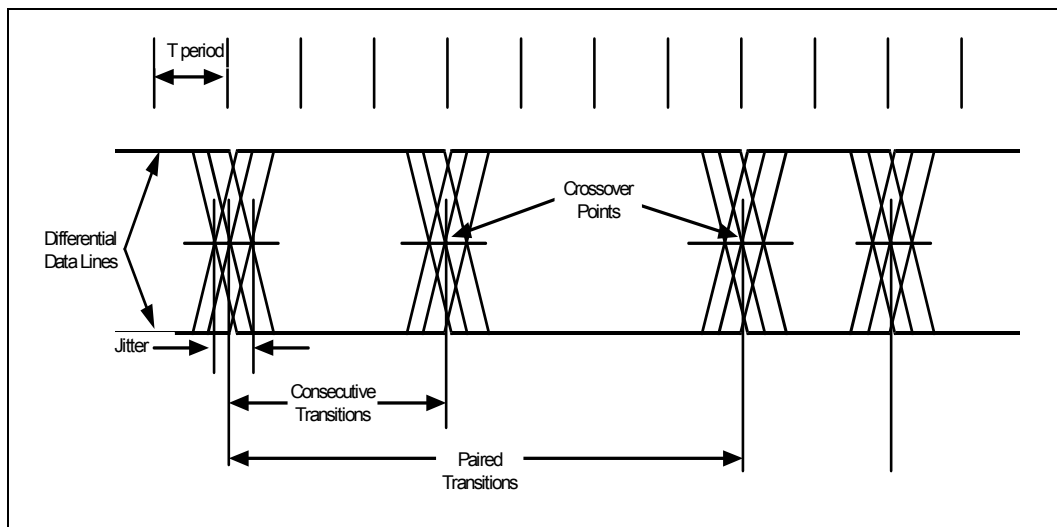 T period
Crossover
Points
Differential
Data Lines
Jitter
Consecutive
Transitions
Paired
Transitions